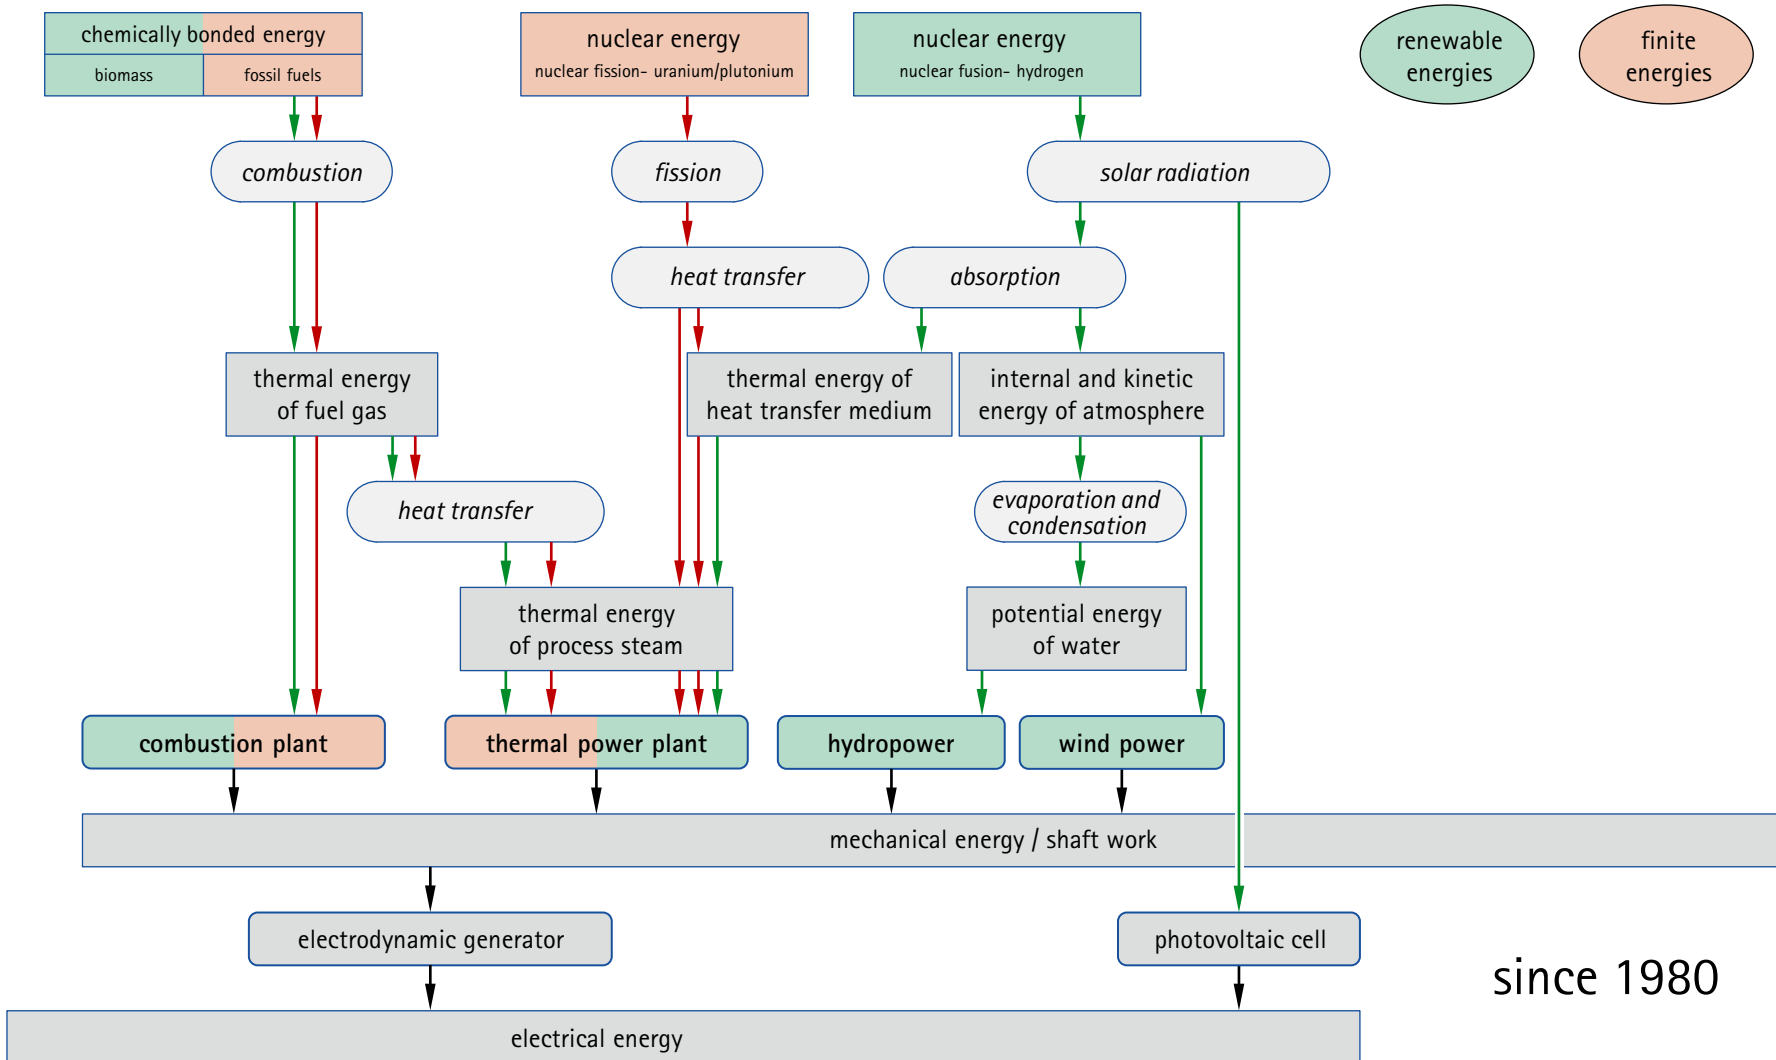 chemically bonded energy
biomass
fossil fuels
nuclear energy
nuclear fission- uranium/plutonium
nuclear energy
nuclear fusion- hydrogen
renewable
energies
finite
energies
combustion
fission
solar radiation
heat transfer
absorption
thermal energy
of fuel gas
thermal energy of
heat transfer medium
internal and kinetic
energy of atmosphere
heat transfer
evaporation and
condensation
thermal energy
of process steam
potential energy
of water
combustion plant
thermal power plant
hydropower
wind power
mechanical energy / shaft work
electrodynamic generator
photovoltaic cell
since 1980
electrical energy